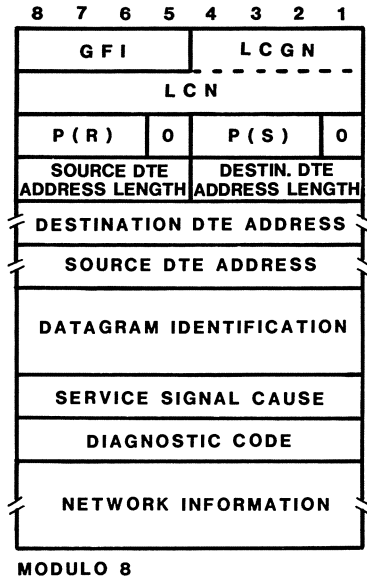 8 7 6 5 4 3 2 1
GFI LCGN
LCN
P(R) 0 P(S) 0
SOURCE DTE ADDRESS LENGTH DESTIN. DTE ADDRESS LENGTH
DESTINATION DTE ADDRESS
SOURCE DTE ADDRESS
DATAGRAM IDENTIFICATION
SERVICE SIGNAL CAUSE
DIAGNOSTIC CODE
NETWORK INFORMATION
MODULO 8